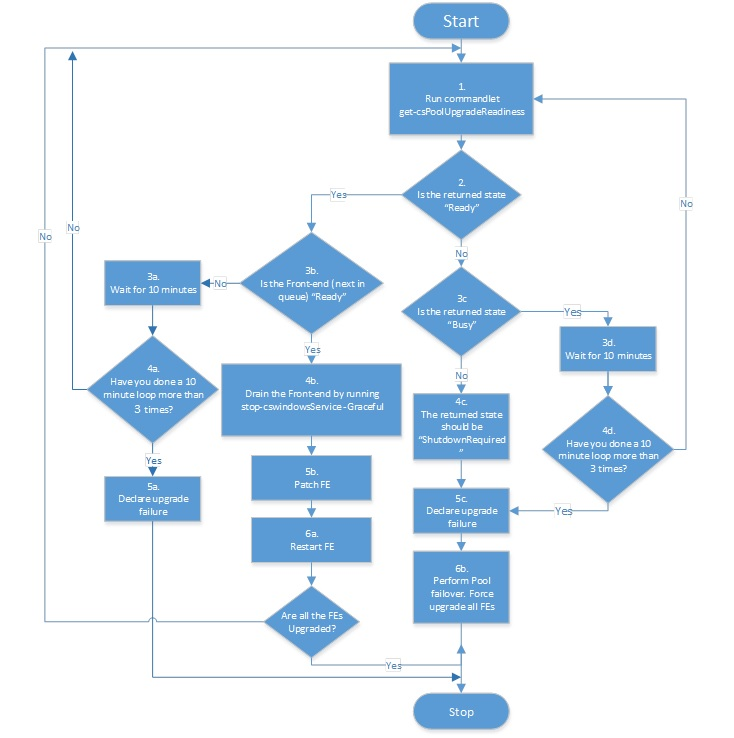 Start
1.
Run commandlet
get-csPoolUpgradeReadiness
2.
Is the returned state
“Ready”
Yes
No
No
No
No
3b.
Is the Front-end (next in
queue) “Ready”
No
Yes
3a.
Wait for 10 minutes
3c
Is the returned state
“Busy”
Yes
No
3d.
Wait for 10 minutes
4a.
Have you done a 10
minute loop more than
3 times?
Yes
4b.
Drain the Front-end by running
stop-cswindowsService -Graceful
4c.
The returned state
should be
“ShutdownRequired
”
4d.
Have you done a 10
minute loop more than
3 times?
Yes
5a.
Declare upgrade
failure
5b.
Patch FE
5c.
Declare upgrade
failure
6a.
Restart FE
6b.
Perform Pool
failover. Force
upgrade all FEs
Are all the FEs
Upgraded?
Yes
Stop